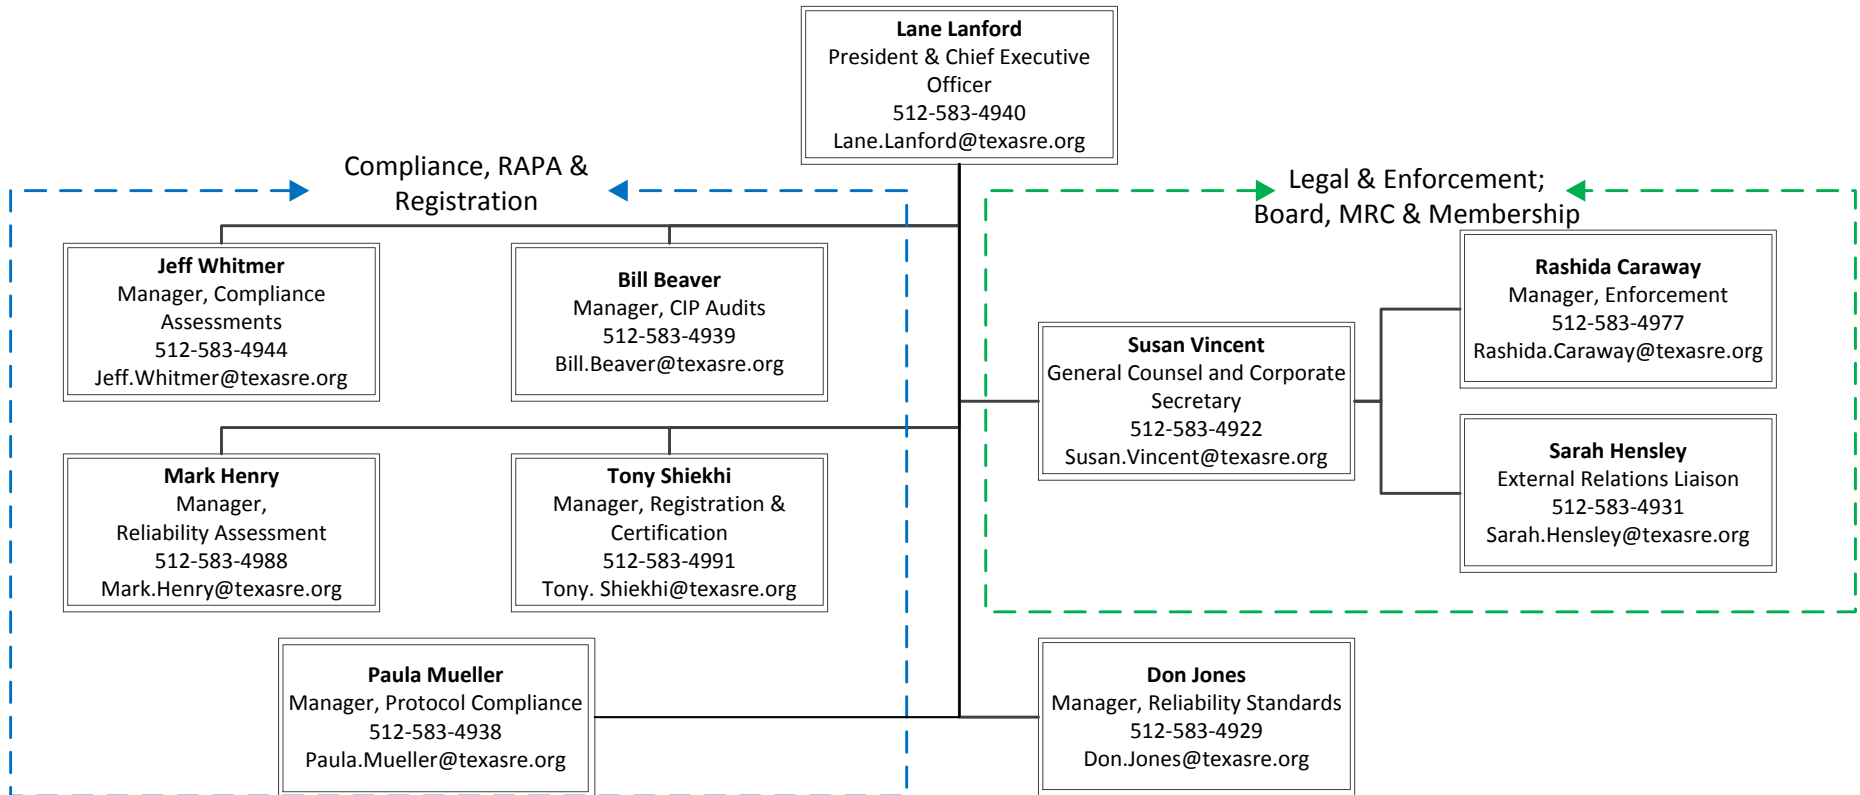 Lane Lanford
President & Chief Executive
Officer
512-583-4940
Lane.Lanford@texasre.org
Compliance, RAPA &
Registration
Legal & Enforcement;
Board, MRC & Membership
Jeff Whitmer
Manager, Compliance
Assessments
512-583-4944
Jeff.Whitmer@texasre.org
Bill Beaver
Manager, CIP Audits
512-583-4939
Bill.Beaver@texasre.org
Rashida Caraway
Manager, Enforcement
512-583-4977
Rashida.Caraway@texasre.org
Susan Vincent
General Counsel and Corporate
Secretary
512-583-4922
Susan.Vincent@texasre.org
Sarah Hensley
External Relations Liaison
512-583-4931
Sarah.Hensley@texasre.org
Mark Henry
Manager,
Reliability Assessment
512-583-4988
Mark.Henry@texasre.org
Tony Shiekhi
Manager, Registration &
Certification
512-583-4991
Tony. Shiekhi@texasre.org
Paula Mueller
Manager, Protocol Compliance
512-583-4938
Paula.Mueller@texasre.org
Don Jones
Manager, Reliability Standards
512-583-4929
Don.Jones@texasre.org